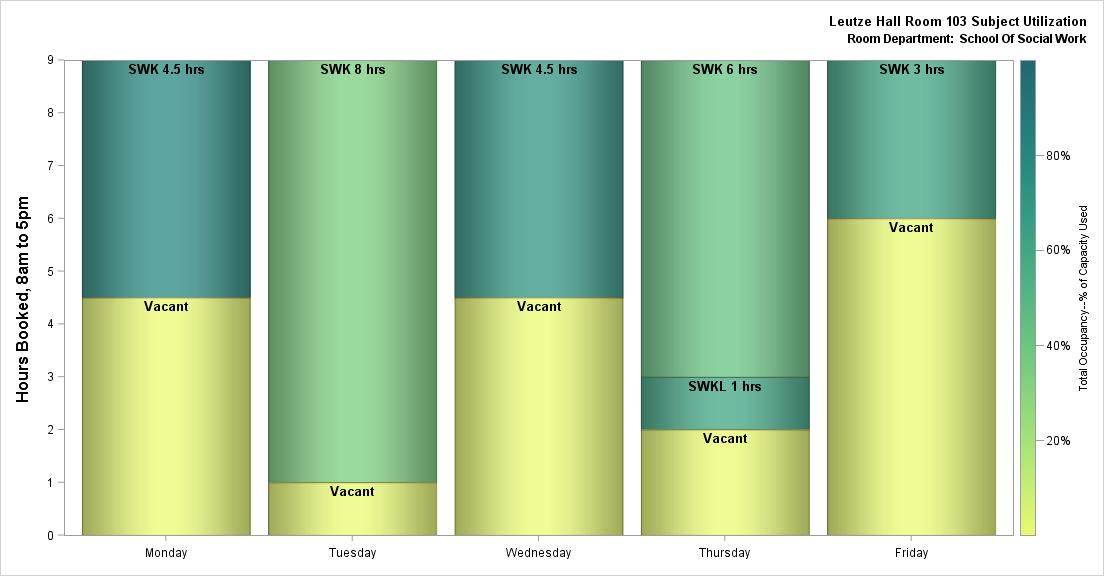 Leutze Hall Room 103 Subject Utilization
Room Department: School Of Social Work
Hours Booked, 8am to 5pm
9
8
7
6
5
4
3
2
1
0
SWK 4.5 hrs
Vacant
SWK 8 hrs
Vacant
SWK 4.5 hrs
Vacant
SWK 6 hrs
SWKL 1 hrs
Vacant
SWK 3 hrs
Vacant
Monday
Tuesday
Wednesday
Thursday
Friday
80%
60%
40%
20%
Total Occupancy--% of Capacity Used